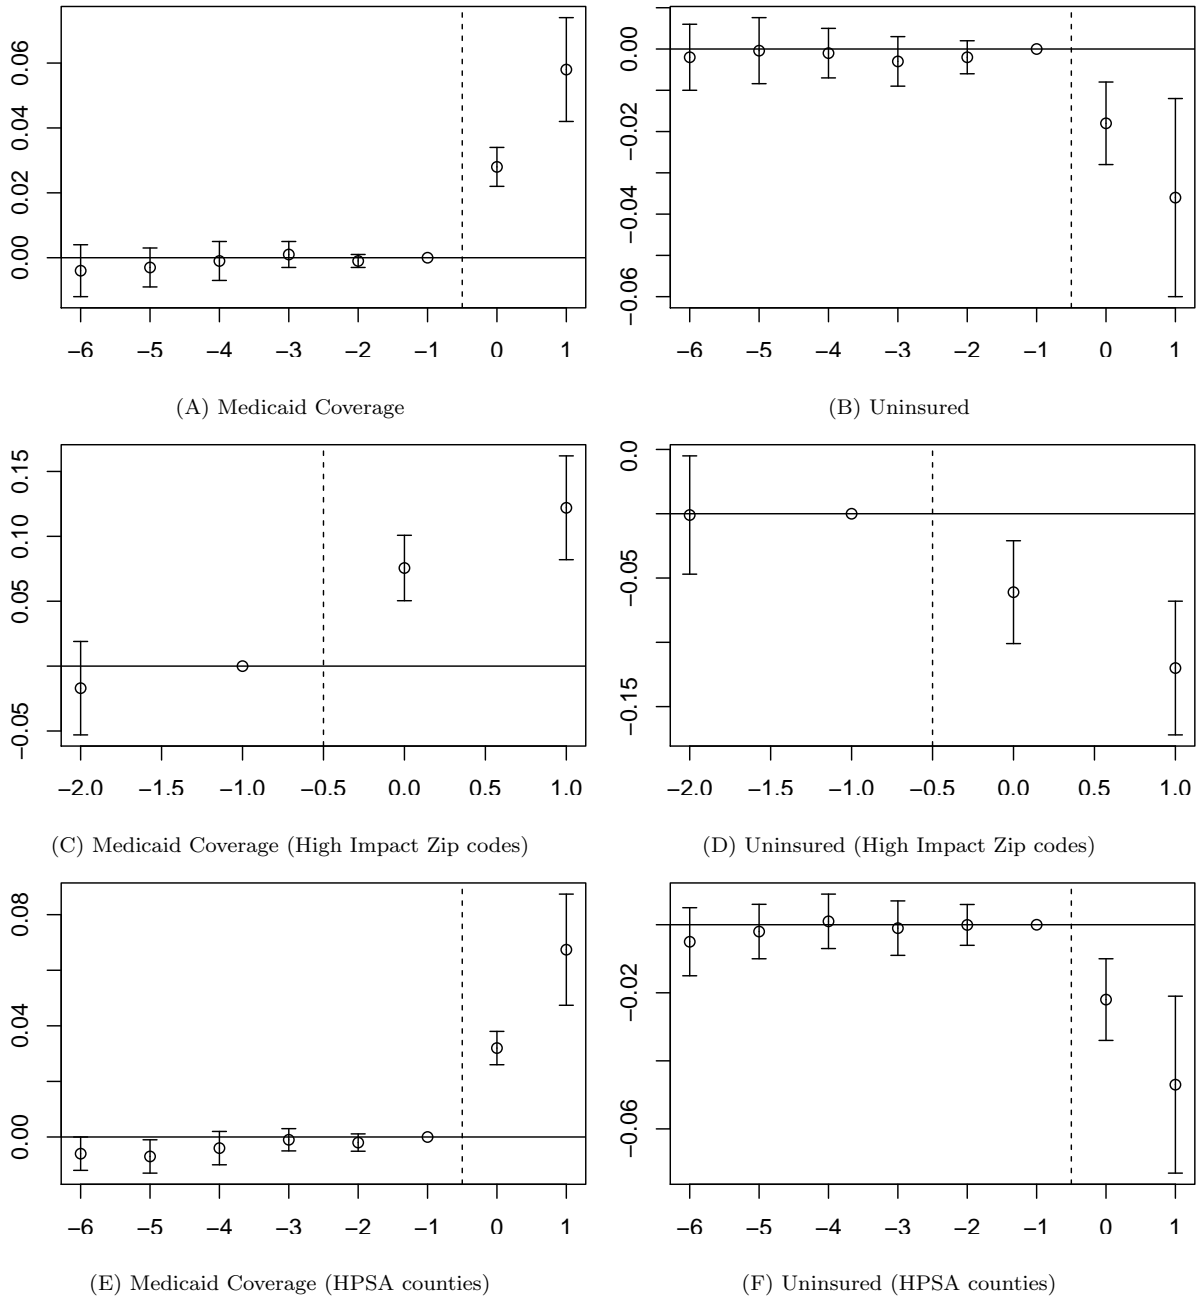 0.06
0.04
0.02
0.00
−6 −5 −4 −3 −2 −1 0 1
(A) Medicaid Coverage
0.00
−0.02
−0.04
−0.06
−6 −5 −4 −3 −2 −1 0 1
(B) Uninsured
0.15
0.10
0.05
−0.05
−2.0 −1.5 −1.0 −0.5 0.0 0.5 1.0
(C) Medicaid Coverage (High Impact Zip codes)
0.0
−0.05
−0.15
−2.0 −1.5 −1.0 −0.5 0.0 0.5 1.0
(D) Uninsured (High Impact Zip codes)
0.08
0.04
0.00
−6 −5 −4 −3 −2 −1 0 1
(E) Medicaid Coverage (HPSA counties)
−0.02
−0.06
−6 −5 −4 −3 −2 −1 0 1
(F) Uninsured (HPSA counties)